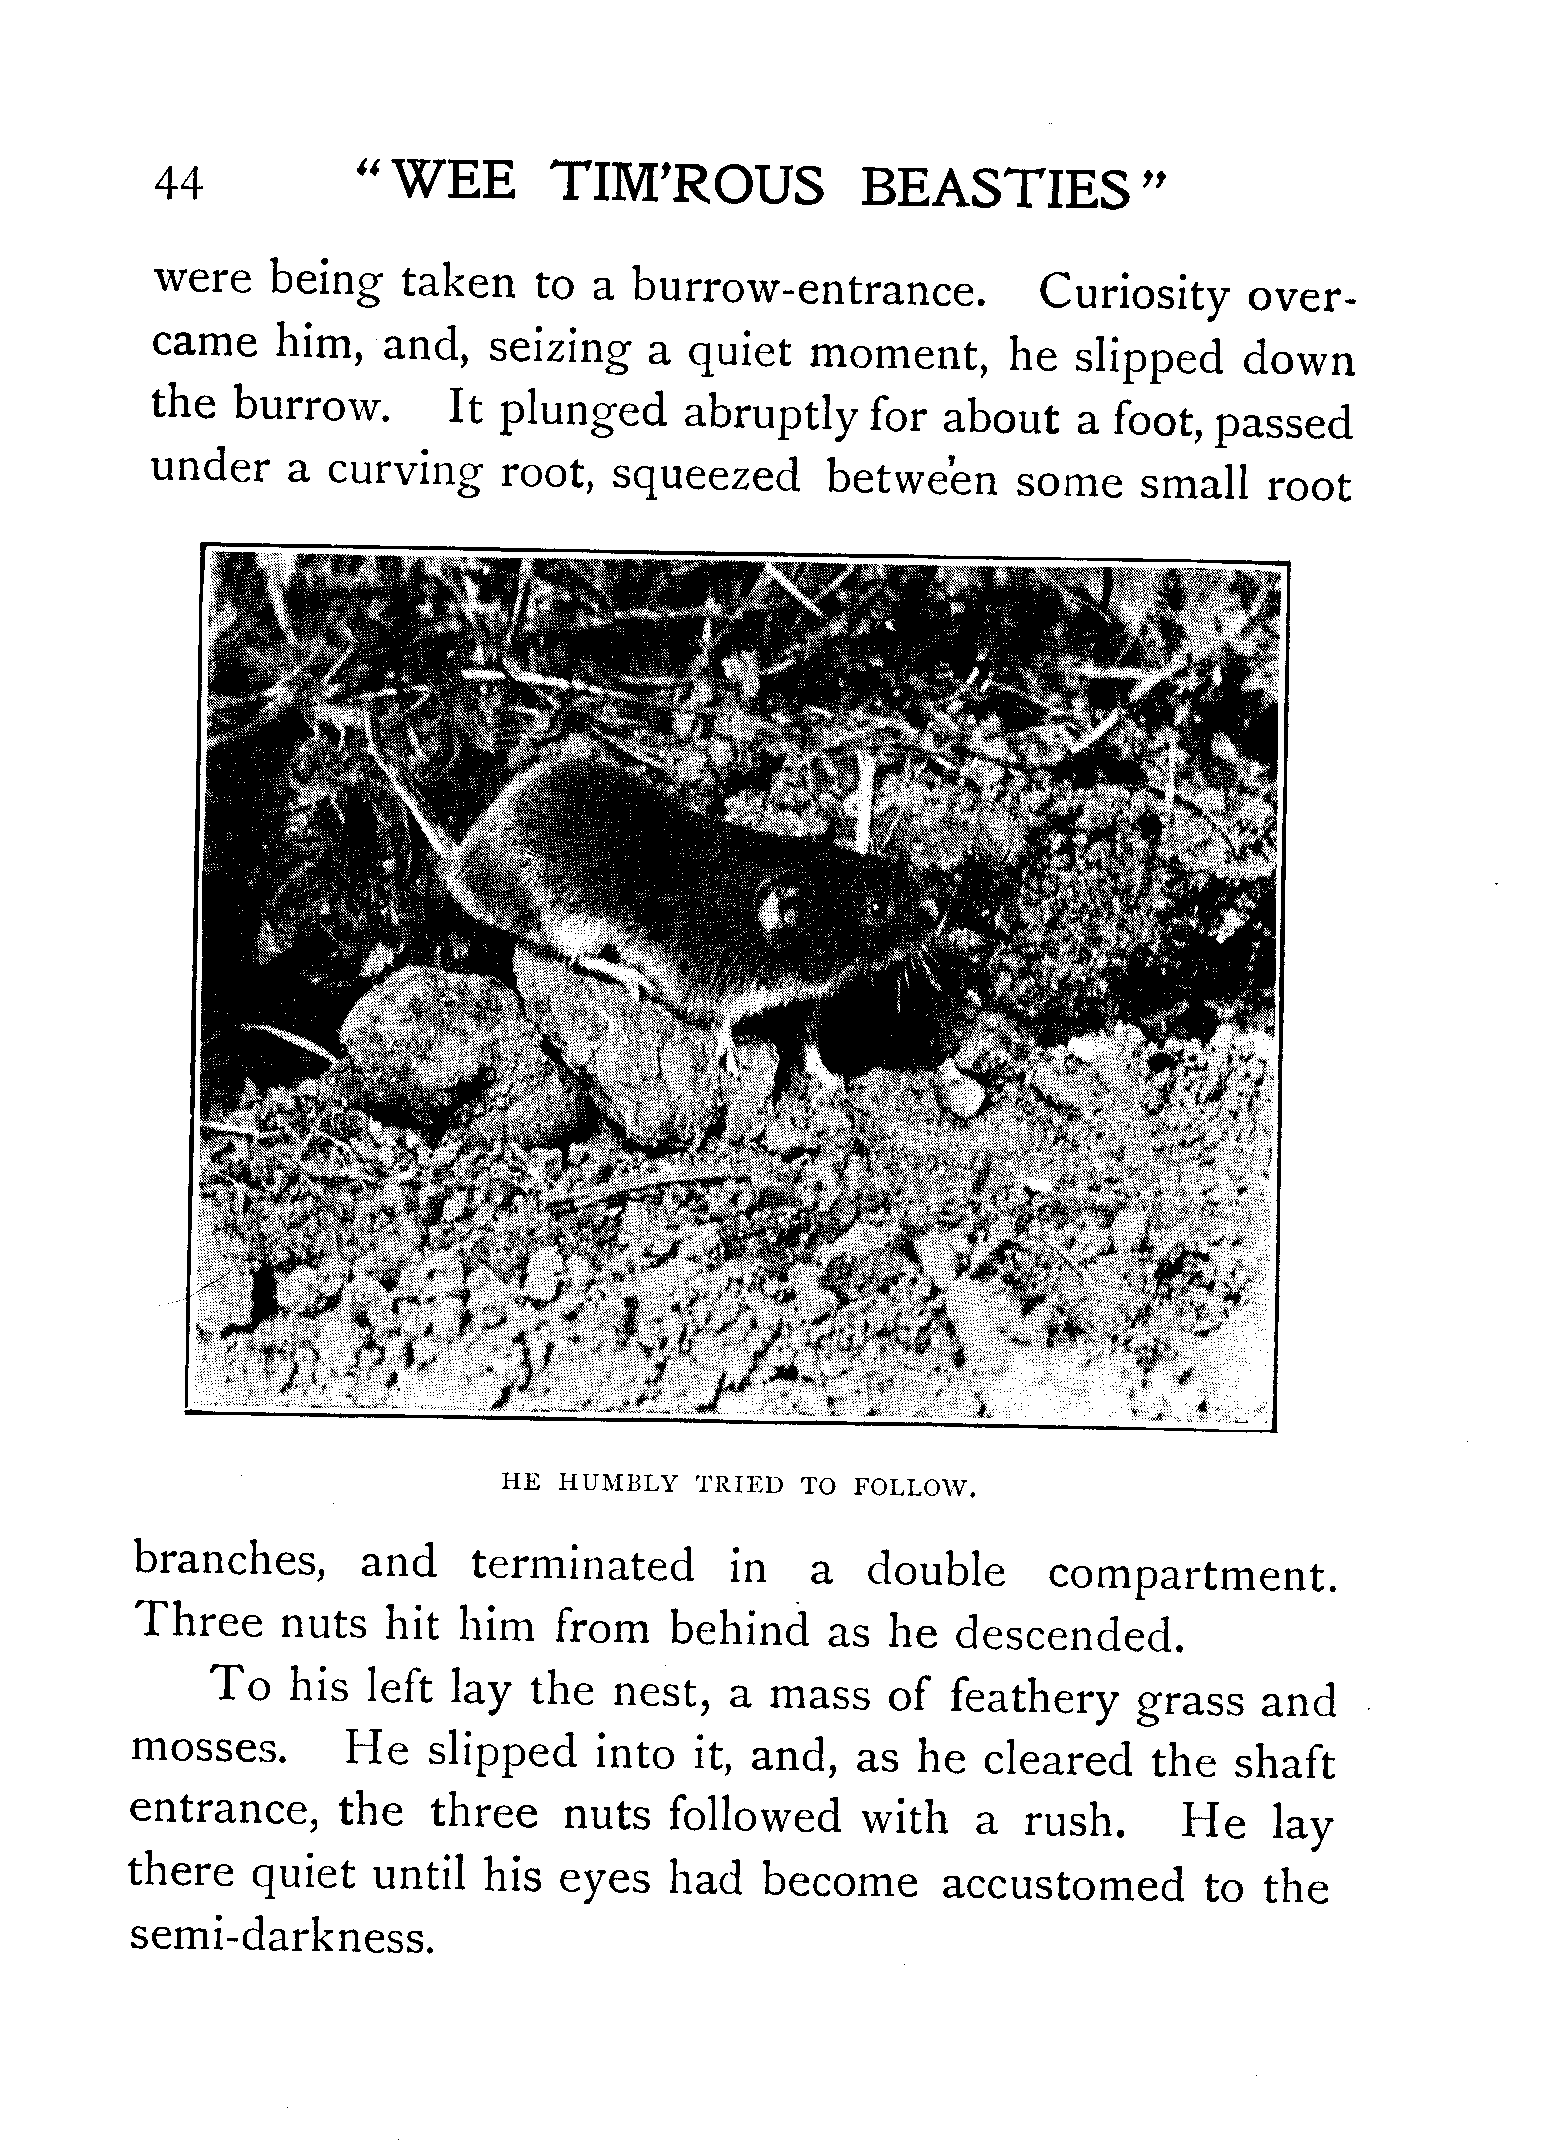 44 "WEE TIM'ROUS BEASTIES"
were being taken to a burrow-entrance. Curiosity over-
came him, and, seizing a quiet moment, he slipped down
the burrow. It plunged abruptly for about a foot, passed
under a curving root, squeezed between some small root
HE HUMBLY TRIED TO FOLLOW.
branches, and terminated in a double compartment.
Three nuts hit him from behind as he descended.
To his left lay the nest, a mass of feathery grass and
mosses. He slipped into it, and, as he cleared the shaft
entrance, the three nuts followed with a rush. He lay
there quiet until his eyes had become accustomed to the
semi-darkness.